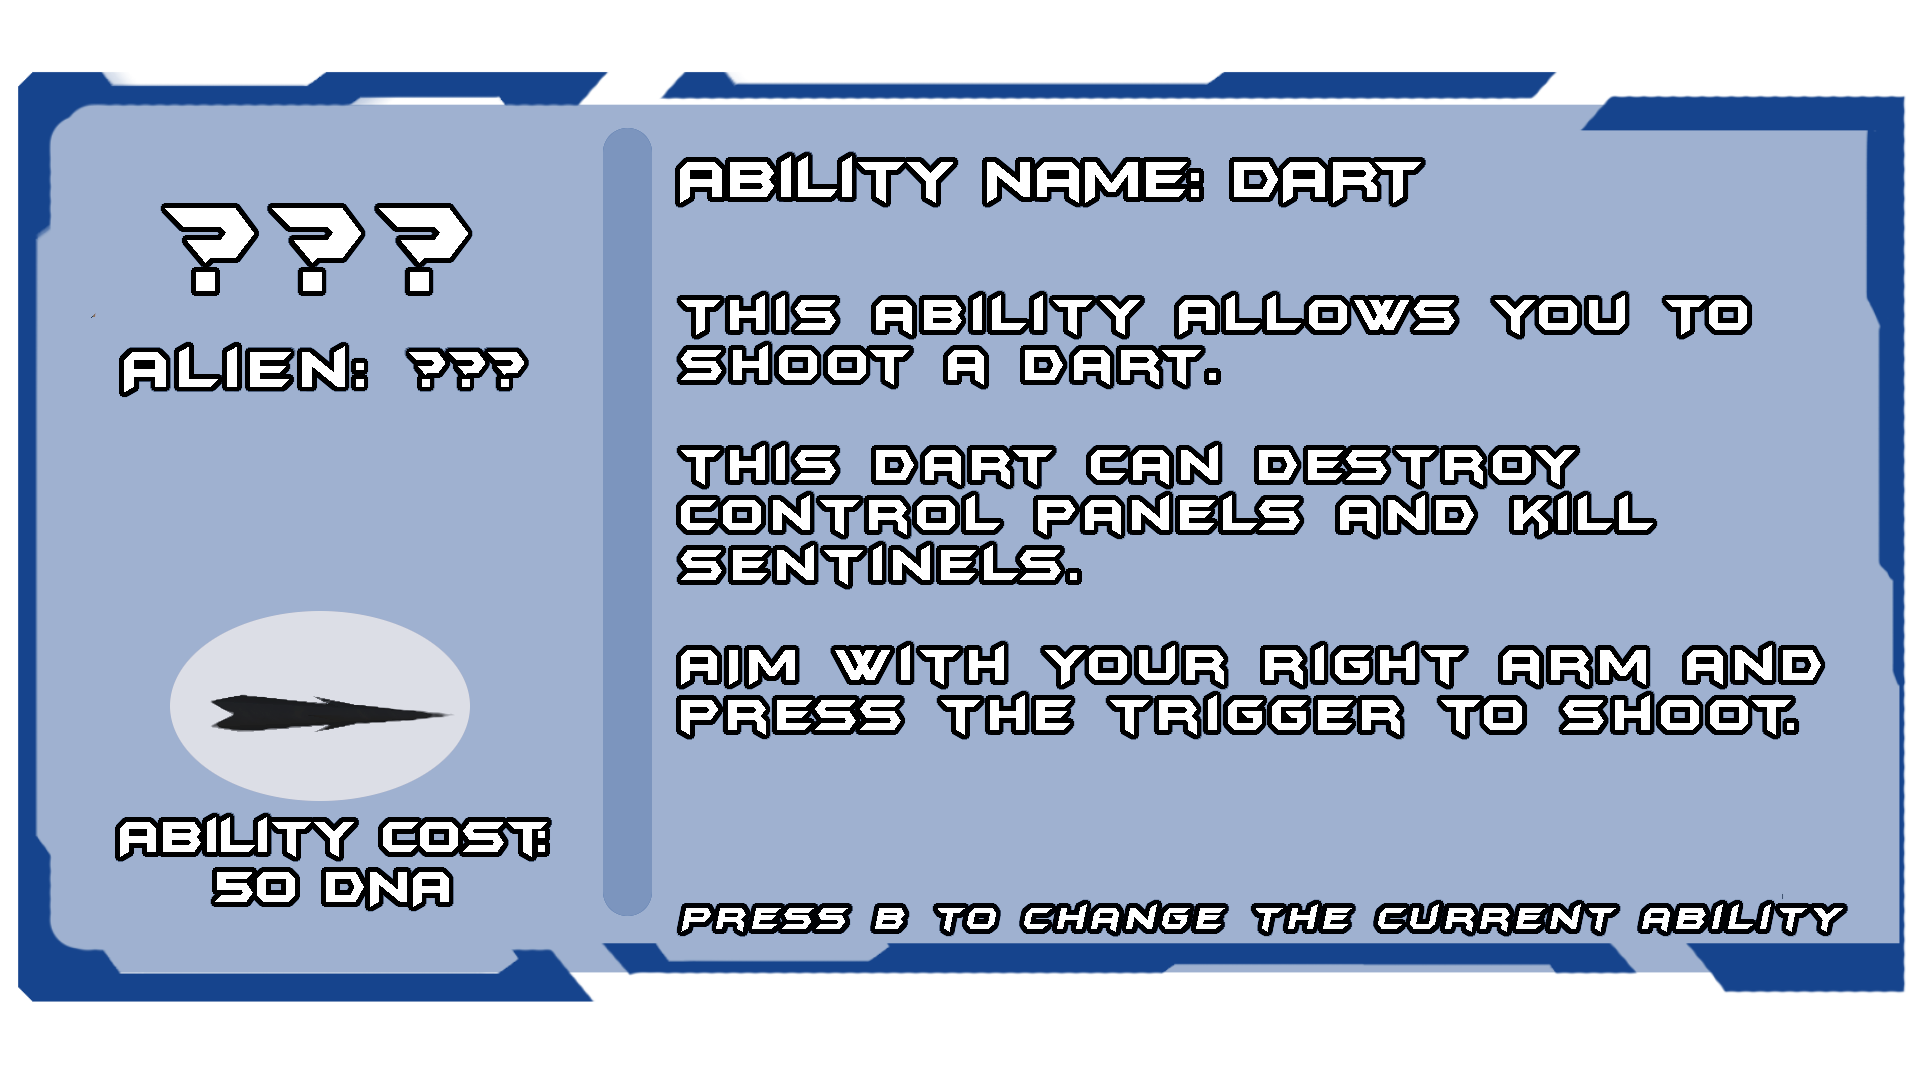 ???
ALIEN: ???
ABILITY COST:
50 DNA
ABILITY NAME: DART
THIS ABILITY ALLOWS YOU TO
SHOOT A DART.
THIS DART CAN DESTROY
CONTROL PANELS AND KILL
SENTINELS.
AIM WITH YOUR RIGHT ARM AND
PRESS THE TRIGGER TO SHOOT.
PRESS B TO CHANGE THE CURRENT ABILITY